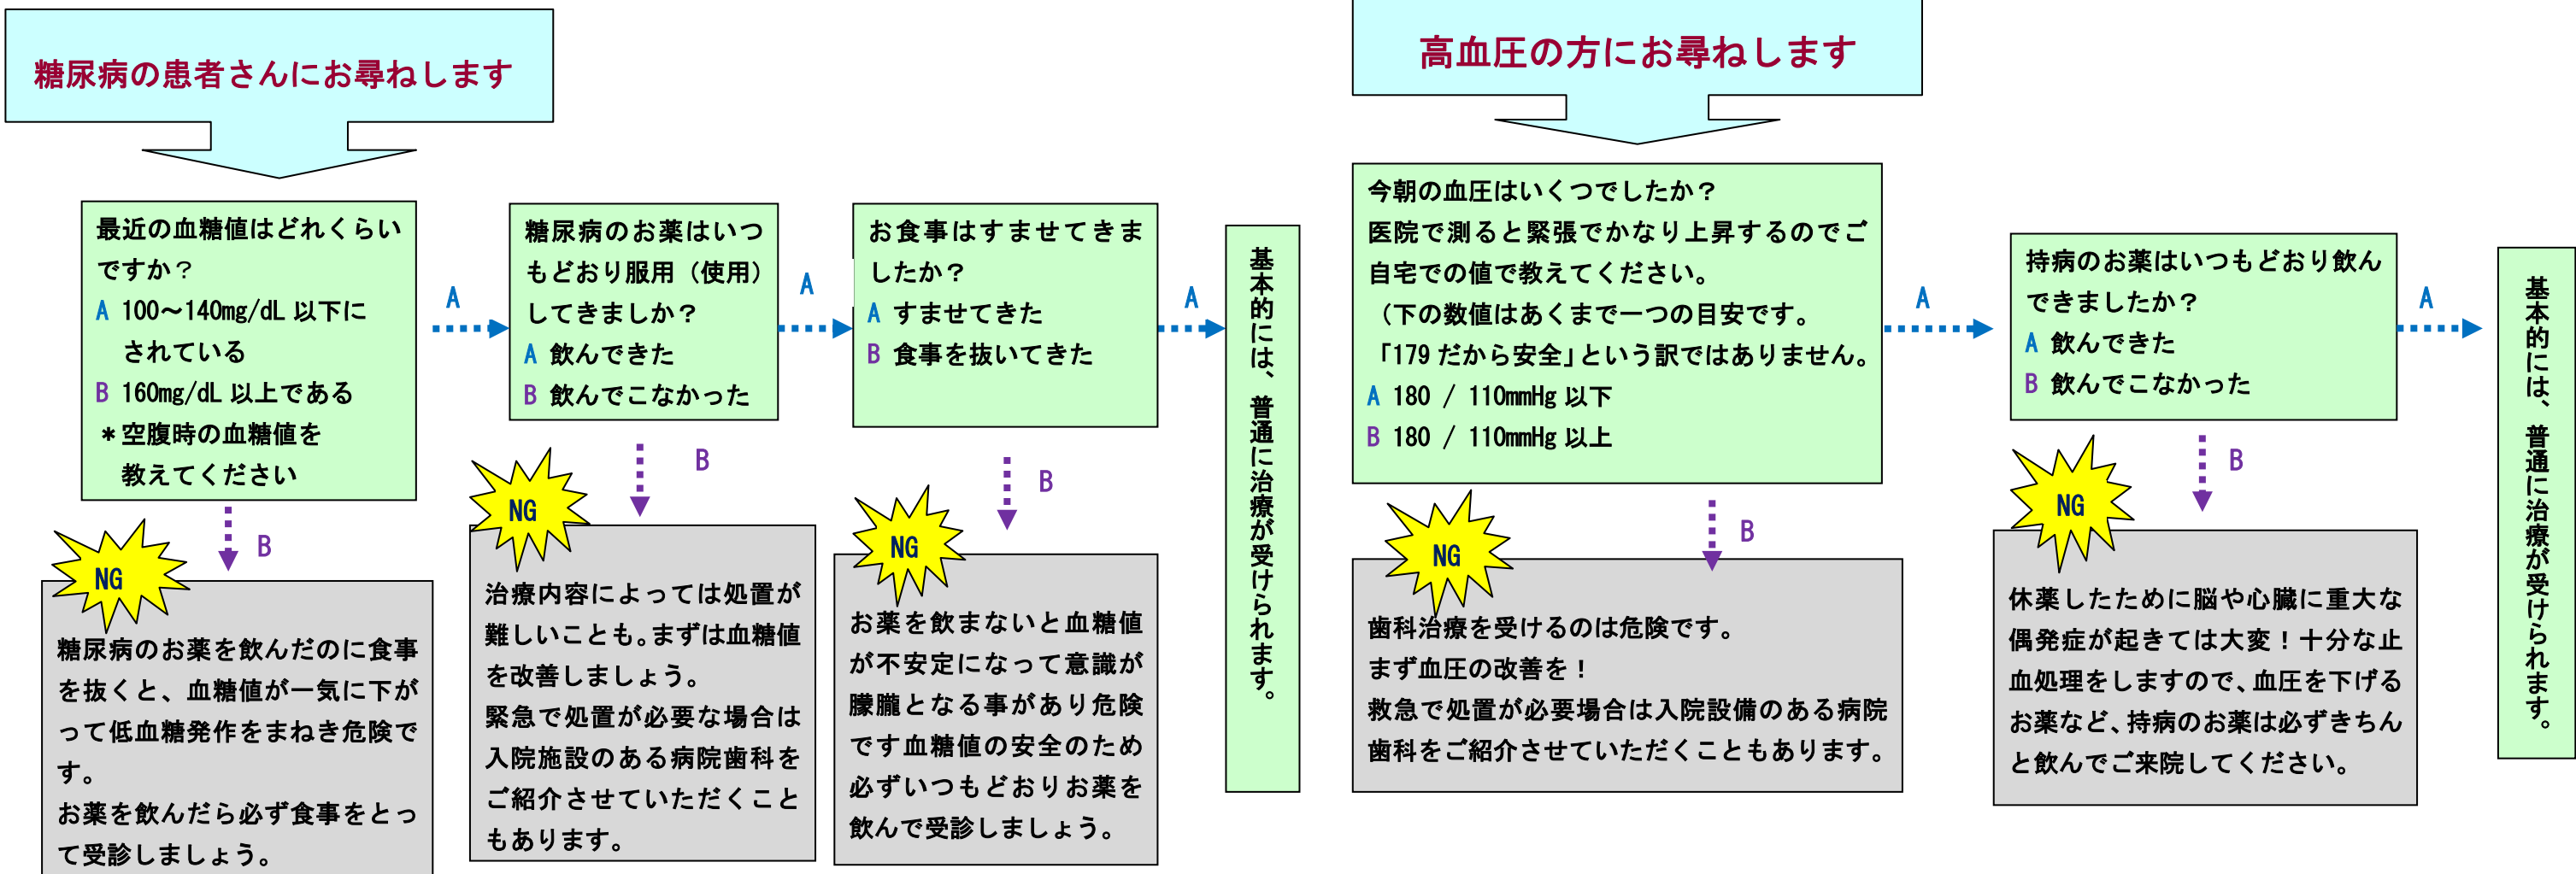 糖尿病の患者さんにお尋ねします
最近の血糖値はどれくらい
ですか？
A 100～140mg/dL 以下に
されている
B 160mg/dL 以上である
＊空腹時の血糖値を
教えてください
A
B
NG
糖尿病のお薬を飲んだのに食事
を抜くと、血糖値が一気に下が
って低血糖発作をまねき危険で
す。
お薬を飲んだら必ず食事をとっ
て受診しましょう。
糖尿病のお薬はいつ
もどおり服用（使用）
してきましか？
A 飲んできた
B 飲んでこなかった
A
B
NG
治療内容によっては処置が
難しいことも。まずは血糖値
を改善しましょう。
緊急で処置が必要な場合は
入院施設のある病院歯科を
ご紹介させていただくこと
もあります。
お食事はすませてきま
したか？
A すませてきた
B 食事を抜いてきた
A
B
NG
お薬を飲まないと血糖値
が不安定になって意識が
朦朧となる事があり危険
です血糖値の安全のため
必ずいつもどおりお薬を
飲んで受診しましょう。
基本的には、普通に治療が受けられます。
高血圧の方にお尋ねします
今朝の血圧はいくつでしたか？
医院で測ると緊張でかなり上昇するのでご
自宅での値で教えてください。
（下の数値はあくまで一つの目安です。
「179 だから安全」という訳ではありません。
A 180 / 110mmHg 以下
B 180 / 110mmHg 以上
A
B
NG
歯科治療を受けるのは危険です。
まず血圧の改善を！
救急で処置が必要場合は入院設備のある病院
歯科をご紹介させていただくこともあります。
持病のお薬はいつもどおり飲ん
できましたか？
A 飲んできた
B 飲んでこなかった
A
B
NG
休薬したために脳や心臓に重大な
偶発症が起きては大変！十分な止
血処理をしますので、血圧を下げる
お薬など、持病のお薬は必ずきちん
と飲んでご来院してください。
基本的には、普通に治療が受けられます。